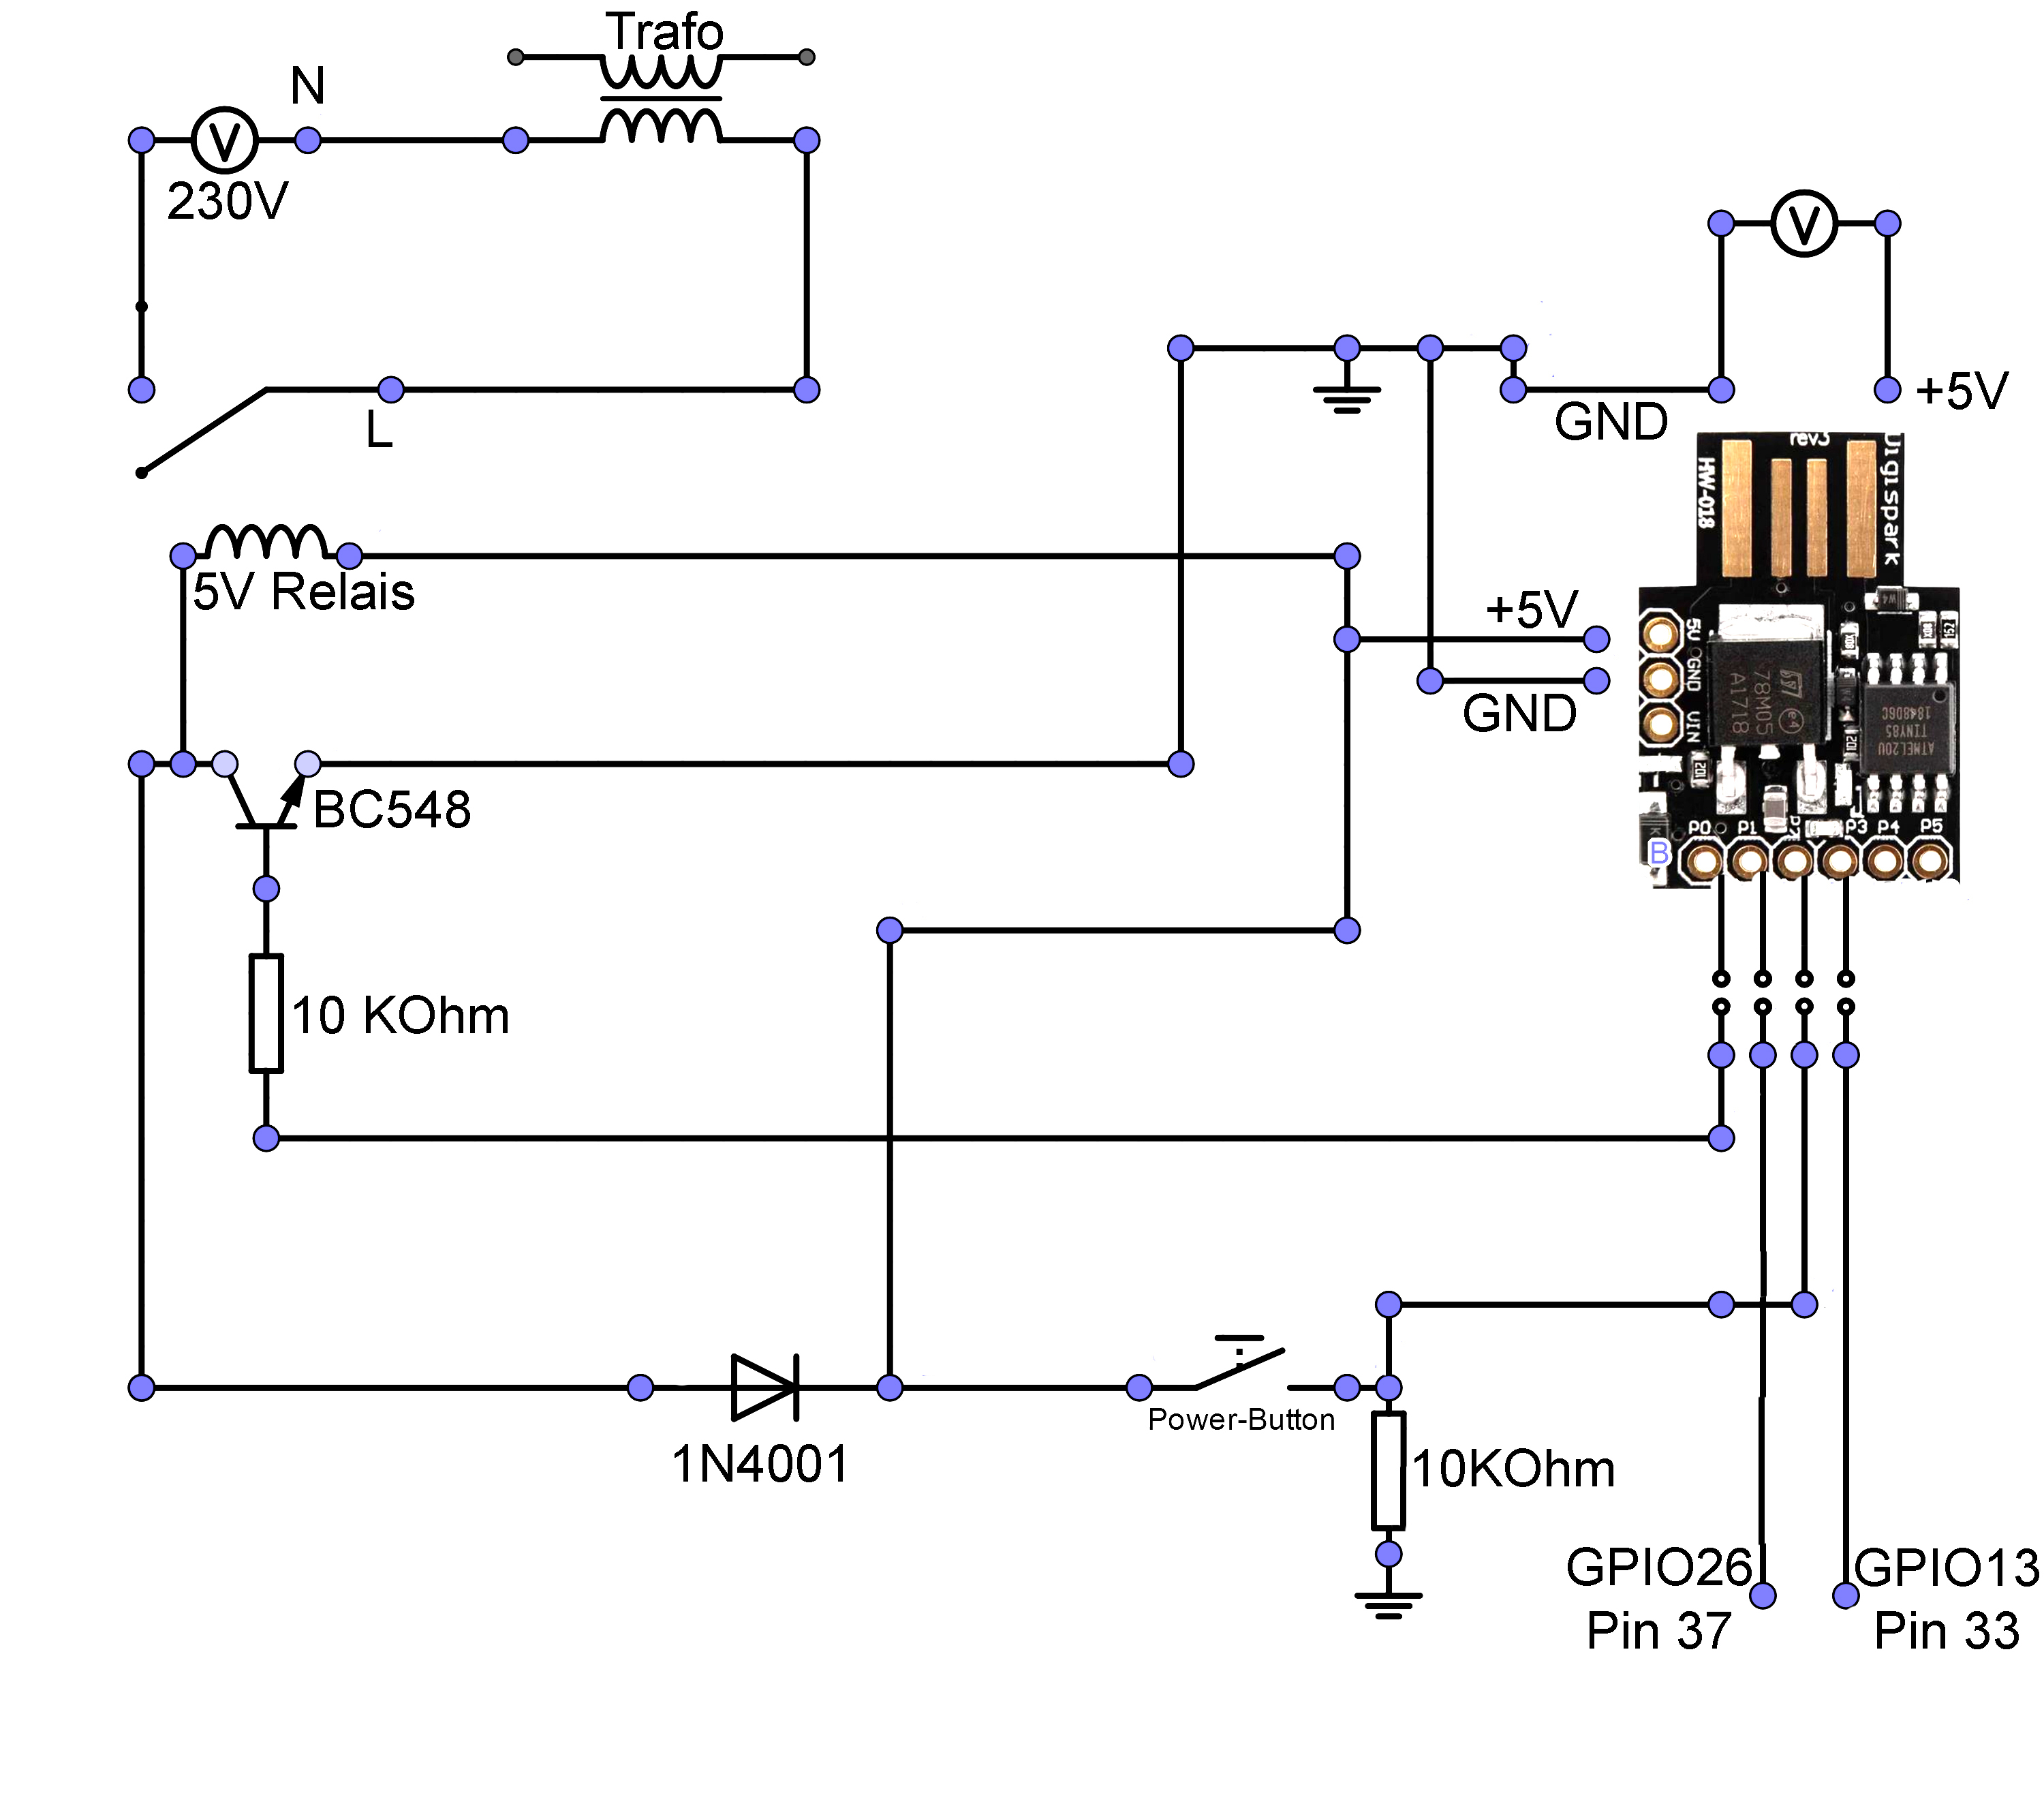 Trafo
N
230V
L
+5V
GND
rev3
HW-018
Digispark
5V Relais
+5V
GND
5V
GND
VIN
78M05
A1718
e4
ATMEL20U
TINY85
BC548
P0
P1
P2
P3
P4
P5
B
10 KOhm
Power-Button
1N4001
10KOhm
GPIO26
Pin 37
GPIO13
Pin 33